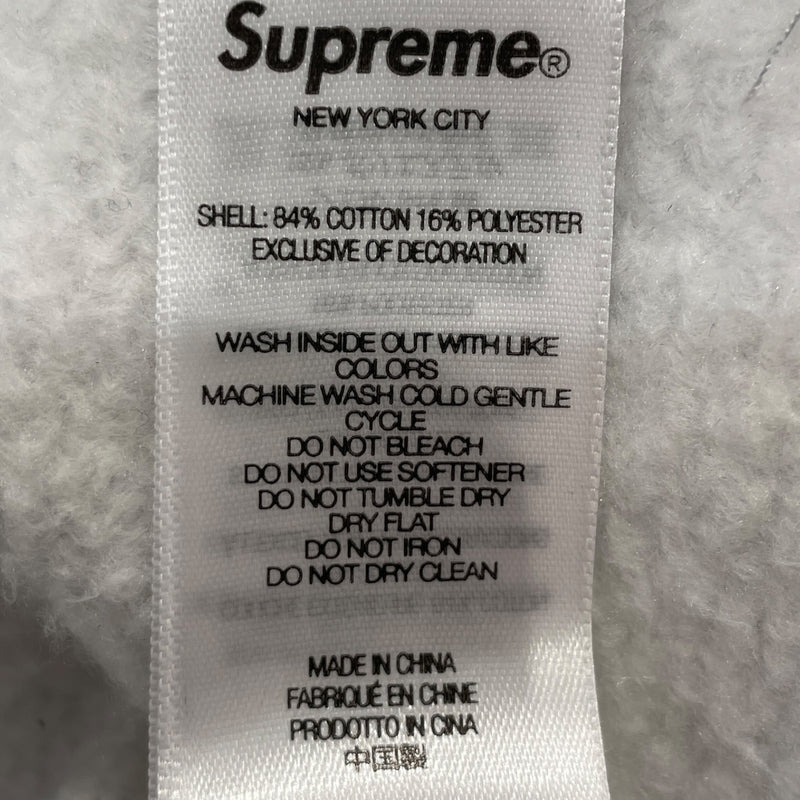 Supreme®
NEW YORK CITY
SHELL: 84% COTTON 16% POLYESTER
EXCLUSIVE OF DECORATION
WASH INSIDE OUT WITH LIKE
COLORS
MACHINE WASH COLD GENTLE
CYCLE
DO NOT BLEACH
DO NOT USE SOFTENER
DO NOT TUMBLE DRY
DRY FLAT
DO NOT IRON
DO NOT DRY CLEAN
MADE IN CHINA
FABRIQUÉ EN CHINE
PRODOTTO IN CINA
中国製